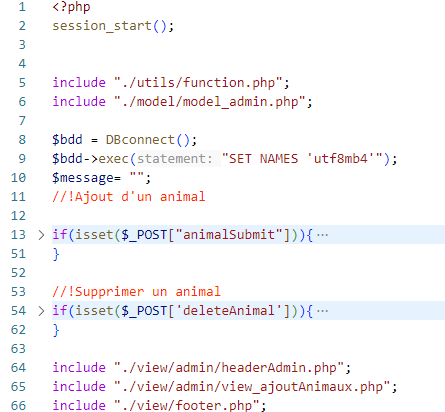 1 <?php
2 session_start();
3
4
5 include "./utils/function.php";
6 include "./model/model_admin.php";
7
8 $bdd = DBconnect();
9 $bdd->exec(statement: "SET NAMES 'utf8mb4'");
10 $message= "";
11 //!Ajout d'un animal
12
13 > if(isset($_POST["animalSubmit"])){ ···
51 }
52
53 //!Supprimer un animal
54 > if(isset($_POST['deleteAnimal'])){ ···
62 }
63
64 include "./view/admin/headerAdmin.php";
65 include "./view/admin/view_ajoutAnimaux.php";
66 include "./view/footer.php";